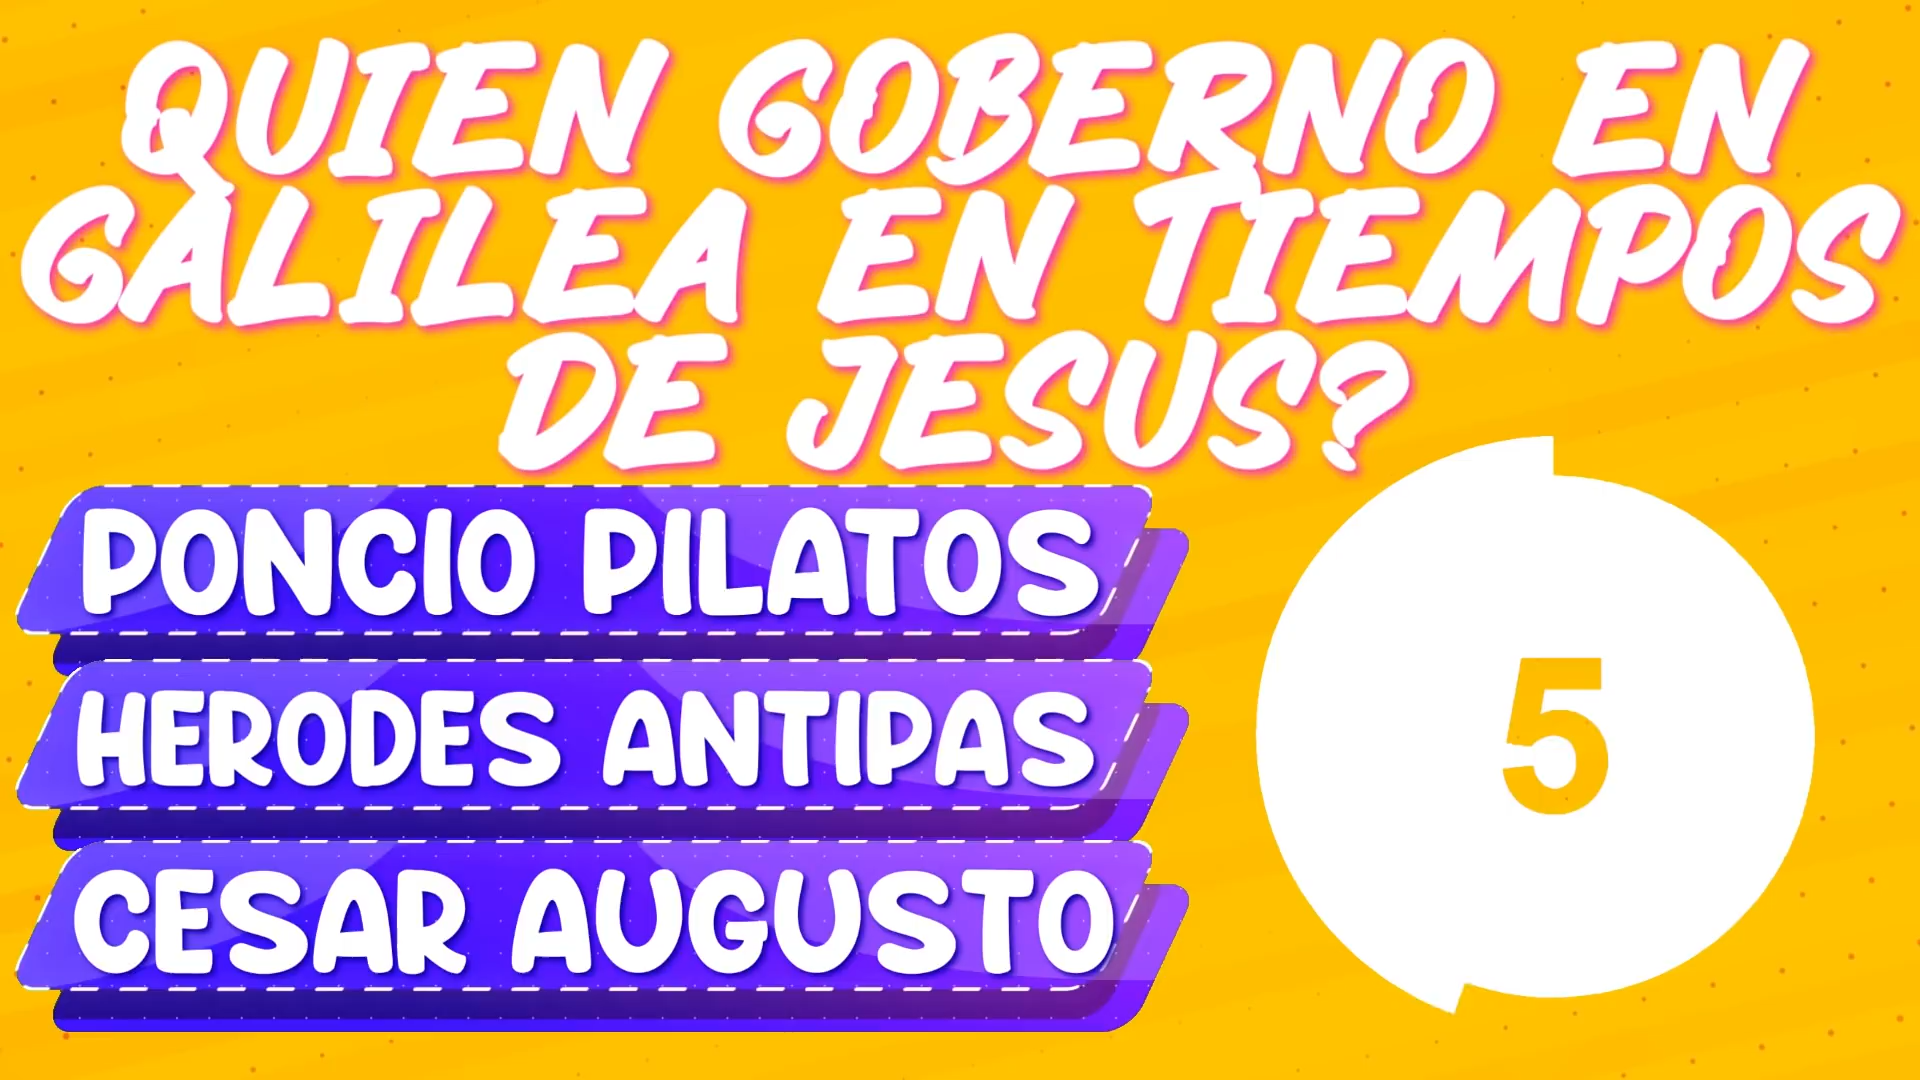 QUIEN GOBERNO EN
GALILEA EN TIEMPOS
DE JESUS?
PONCIO PILATOS
HERODES ANTIPAS
CESAR AUGUSTO
5